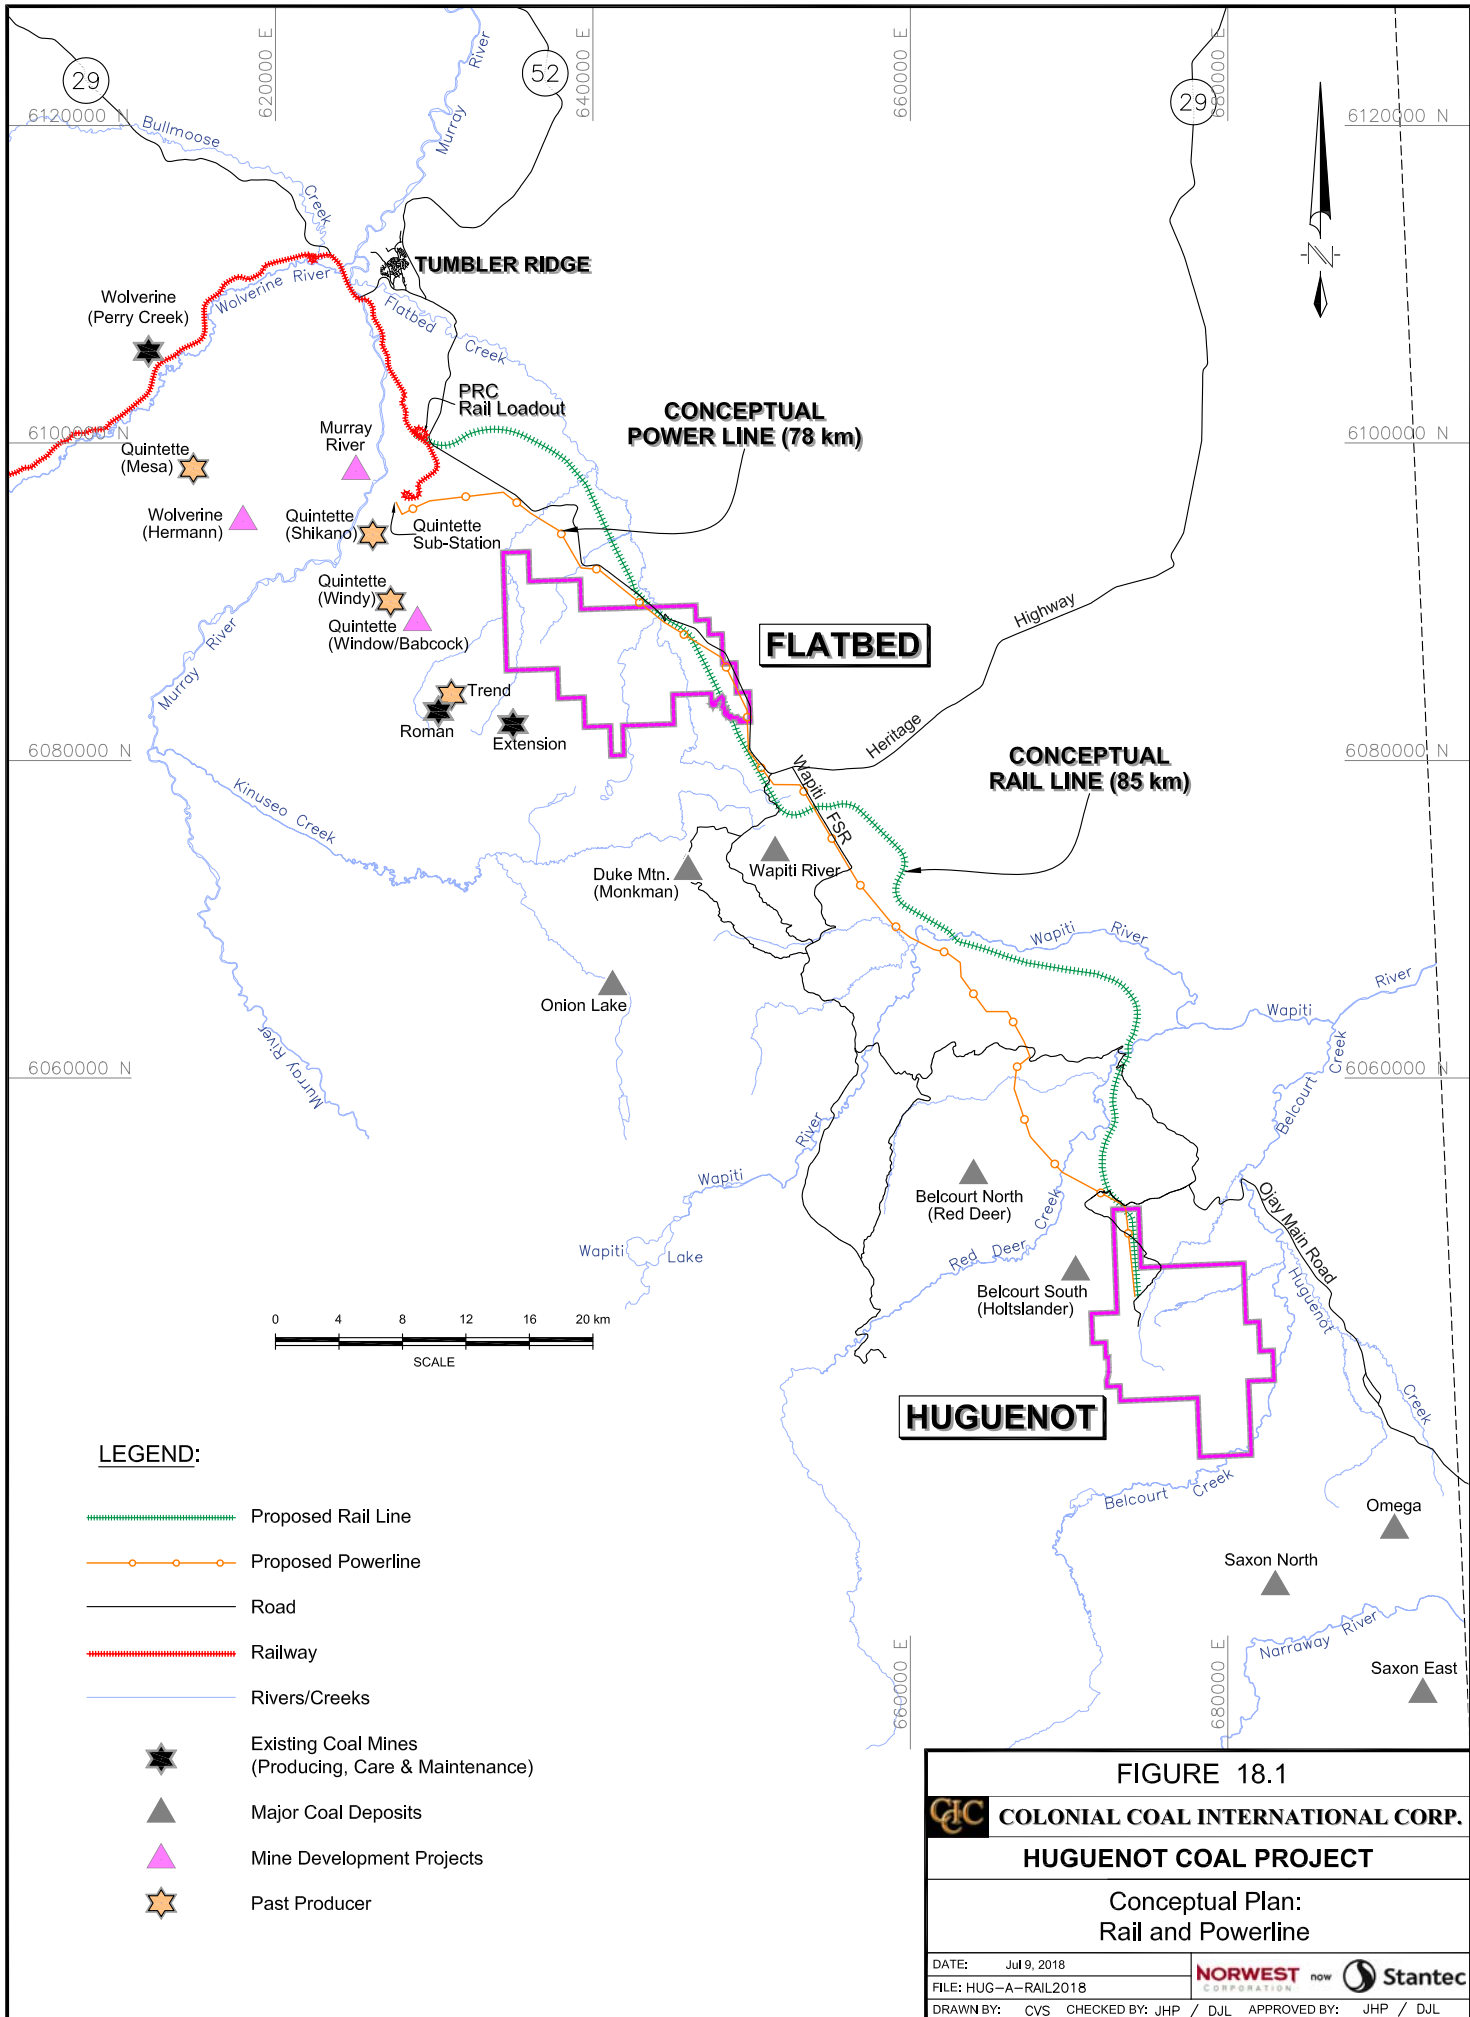 29
52
29
620000 E
640000 E
660000 E
680000 E
6120000 N
6120000 N
Bullmoose
Creek
Murray
River
TUMBLER RIDGE
Wolverine River
Flatbed
Creek
Wolverine
(Perry Creek)
PRC
Rail Loadout
CONCEPTUAL
POWER LINE (78 km)
6100000 N
6100000 N
Quintette
(Mesa)
Murray
River
Wolverine
(Hermann)
Quintette
(Shikano)
Quintette
Sub-Station
Quintette
(Windy)
Quintette
(Window/Babcock)
Murray
River
FLATBED
Highway
Heritage
Trend
Roman
Extension
6080000 N
6080000 N
CONCEPTUAL
RAIL LINE (85 km)
Wapiti
FSR
Kinuseo
Creek
Duke Mtn.
(Monkman)
Wapiti River
Onion Lake
Wapiti
River
Wapiti
River
6060000 N
6060000 N
Murray River
Murray River
Belcourt
Creek
Wapiti
River
Wapiti
Lake
Belcourt North
(Red Deer)
Red Deer
Creek
Belcourt South
(Holtslander)
Ojay Main Road
Huguenot
Creek
0 4 8 12 16 20 km
SCALE
HUGUENOT
Belcourt
Creek
Omega
Saxon North
Narraway
River
Saxon East
660000 E
680000 E
LEGEND:
Proposed Rail Line
Proposed Powerline
Road
Railway
Rivers/Creeks
Existing Coal Mines
(Producing, Care & Maintenance)
Major Coal Deposits
Mine Development Projects
Past Producer
N
FIGURE 18.1
CCIC COLONIAL COAL INTERNATIONAL CORP.
HUGUENOT COAL PROJECT
Conceptual Plan:
Rail and Powerline
DATE: Jul 9, 2018
FILE: HUG-A-RAIL2018
NORWEST
CORPORATION
now
Stantec
DRAWN BY: CVS CHECKED BY: JHP / DJL APPROVED BY: JHP / DJL